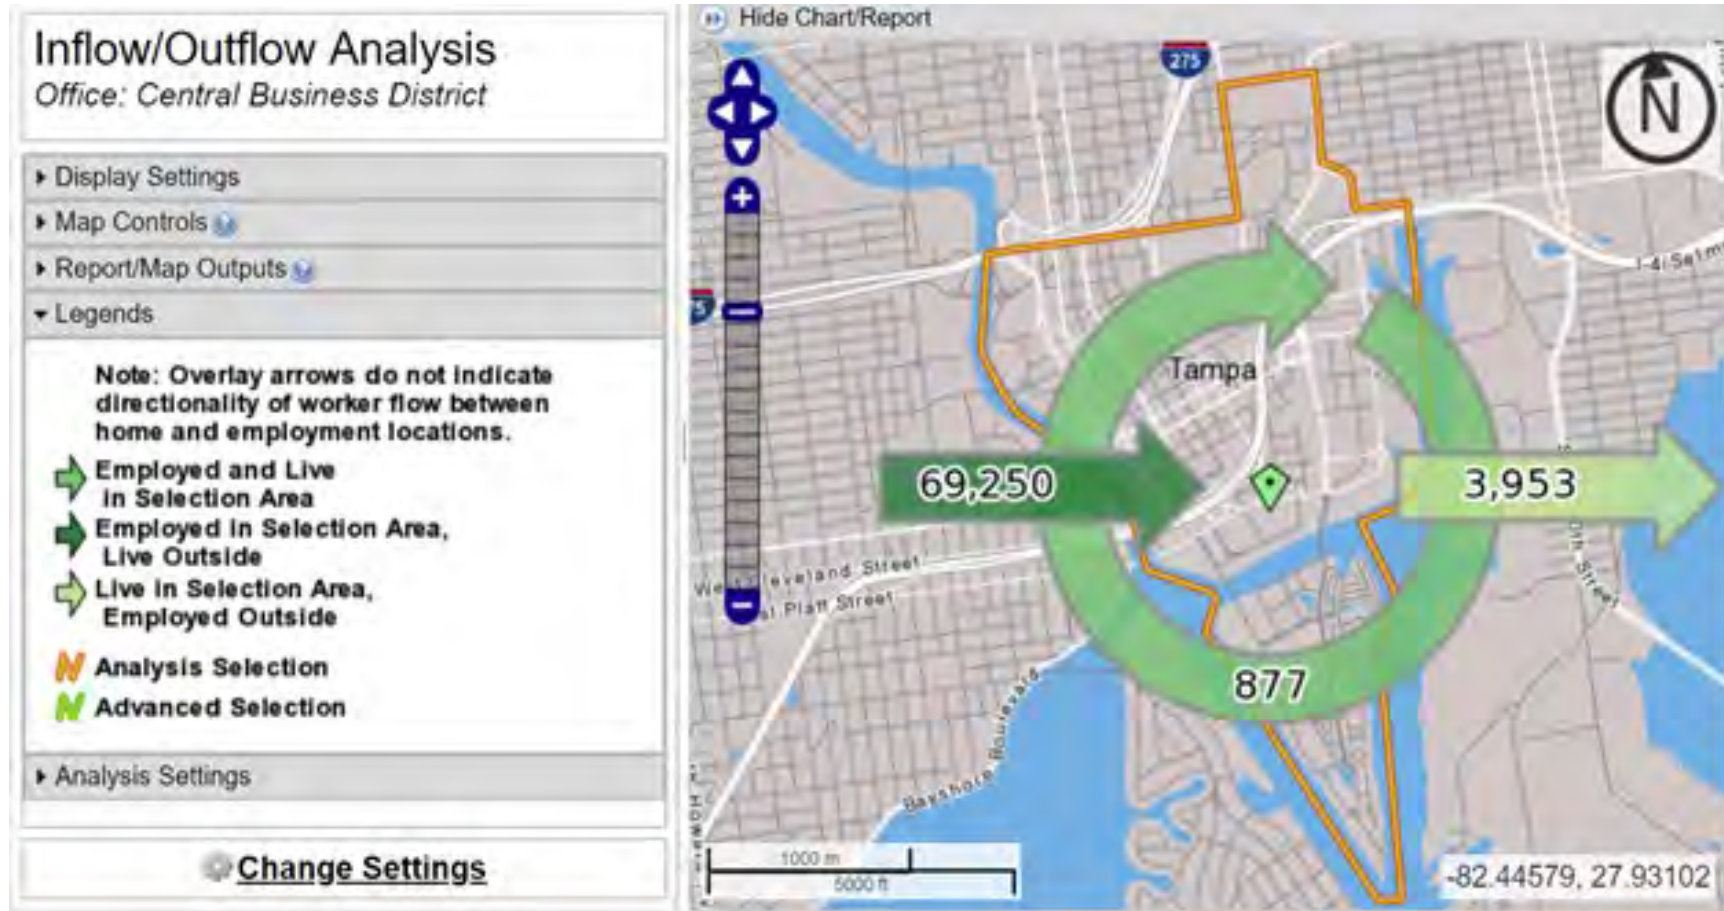 Inflow/Outflow Analysis
Office: Central Business District
Display Settings
Map Controls
Report/Map Outputs
Legends
Note: Overlay arrows do not indicate
directionality of worker flow between
home and employment locations.
Employed and Live
in Selection Area
Employed in Selection Area,
Live Outside
Live in Selection Area,
Employed Outside
Analysis Selection
Advanced Selection
Analysis Settings
Change Settings
Hide Chart/Report
275
N
Tampa
69,250
3,953
877
Street
Platt Street
Street
Bayshore Boulevard
1000 m
5000 ft
-82.44579, 27.93102